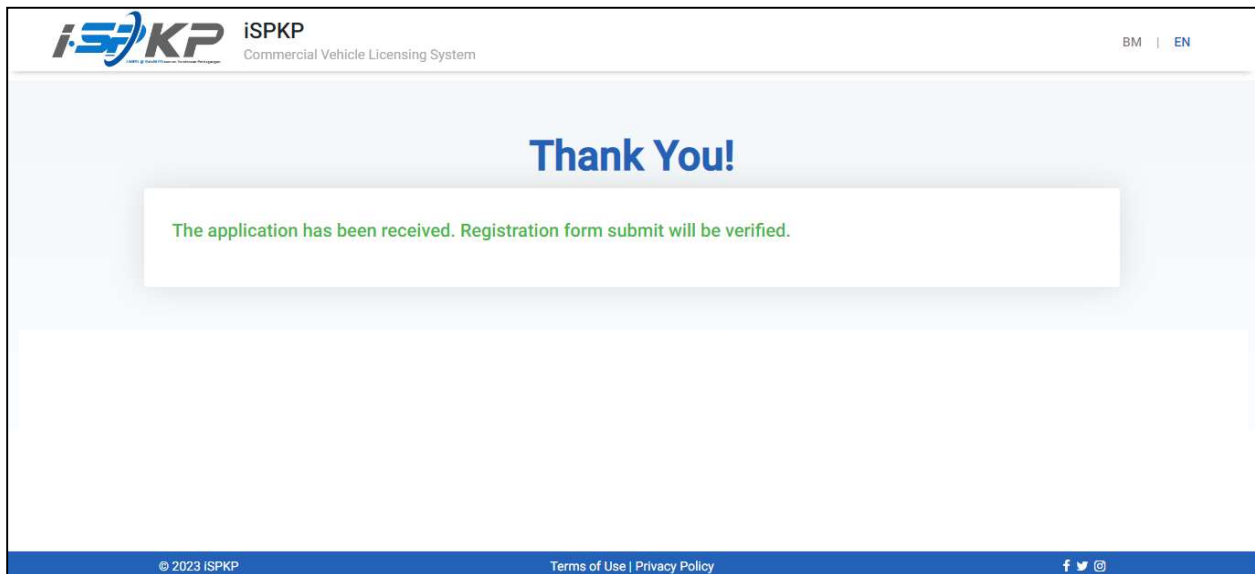 i.SPKP
iSPKP
Commercial Vehicle Licensing System
BM | EN
Thank You!
The application has been received. Registration form submit will be verified.
© 2023 iSPKP
Terms of Use | Privacy Policy